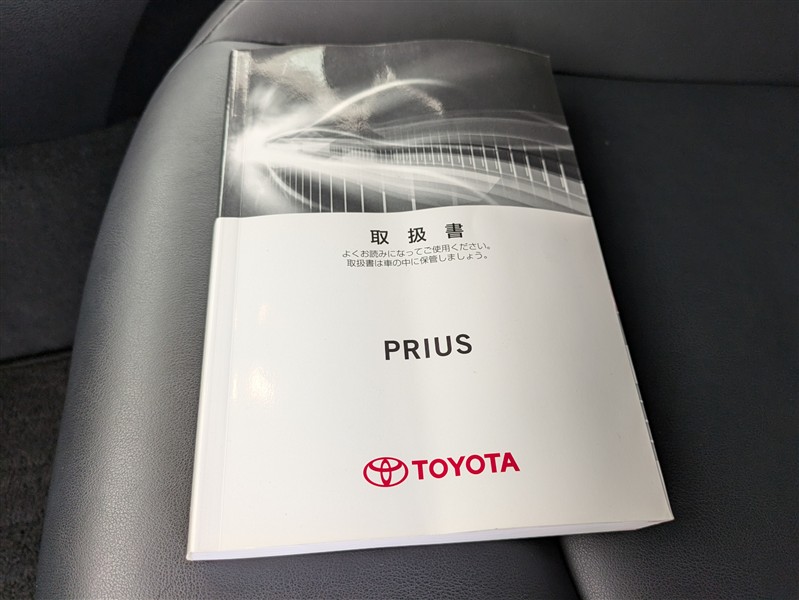 取扱書
よくお読みになってご使用ください。
取扱書は車の中に保管しましょう。
PRIUS
TOYOTA